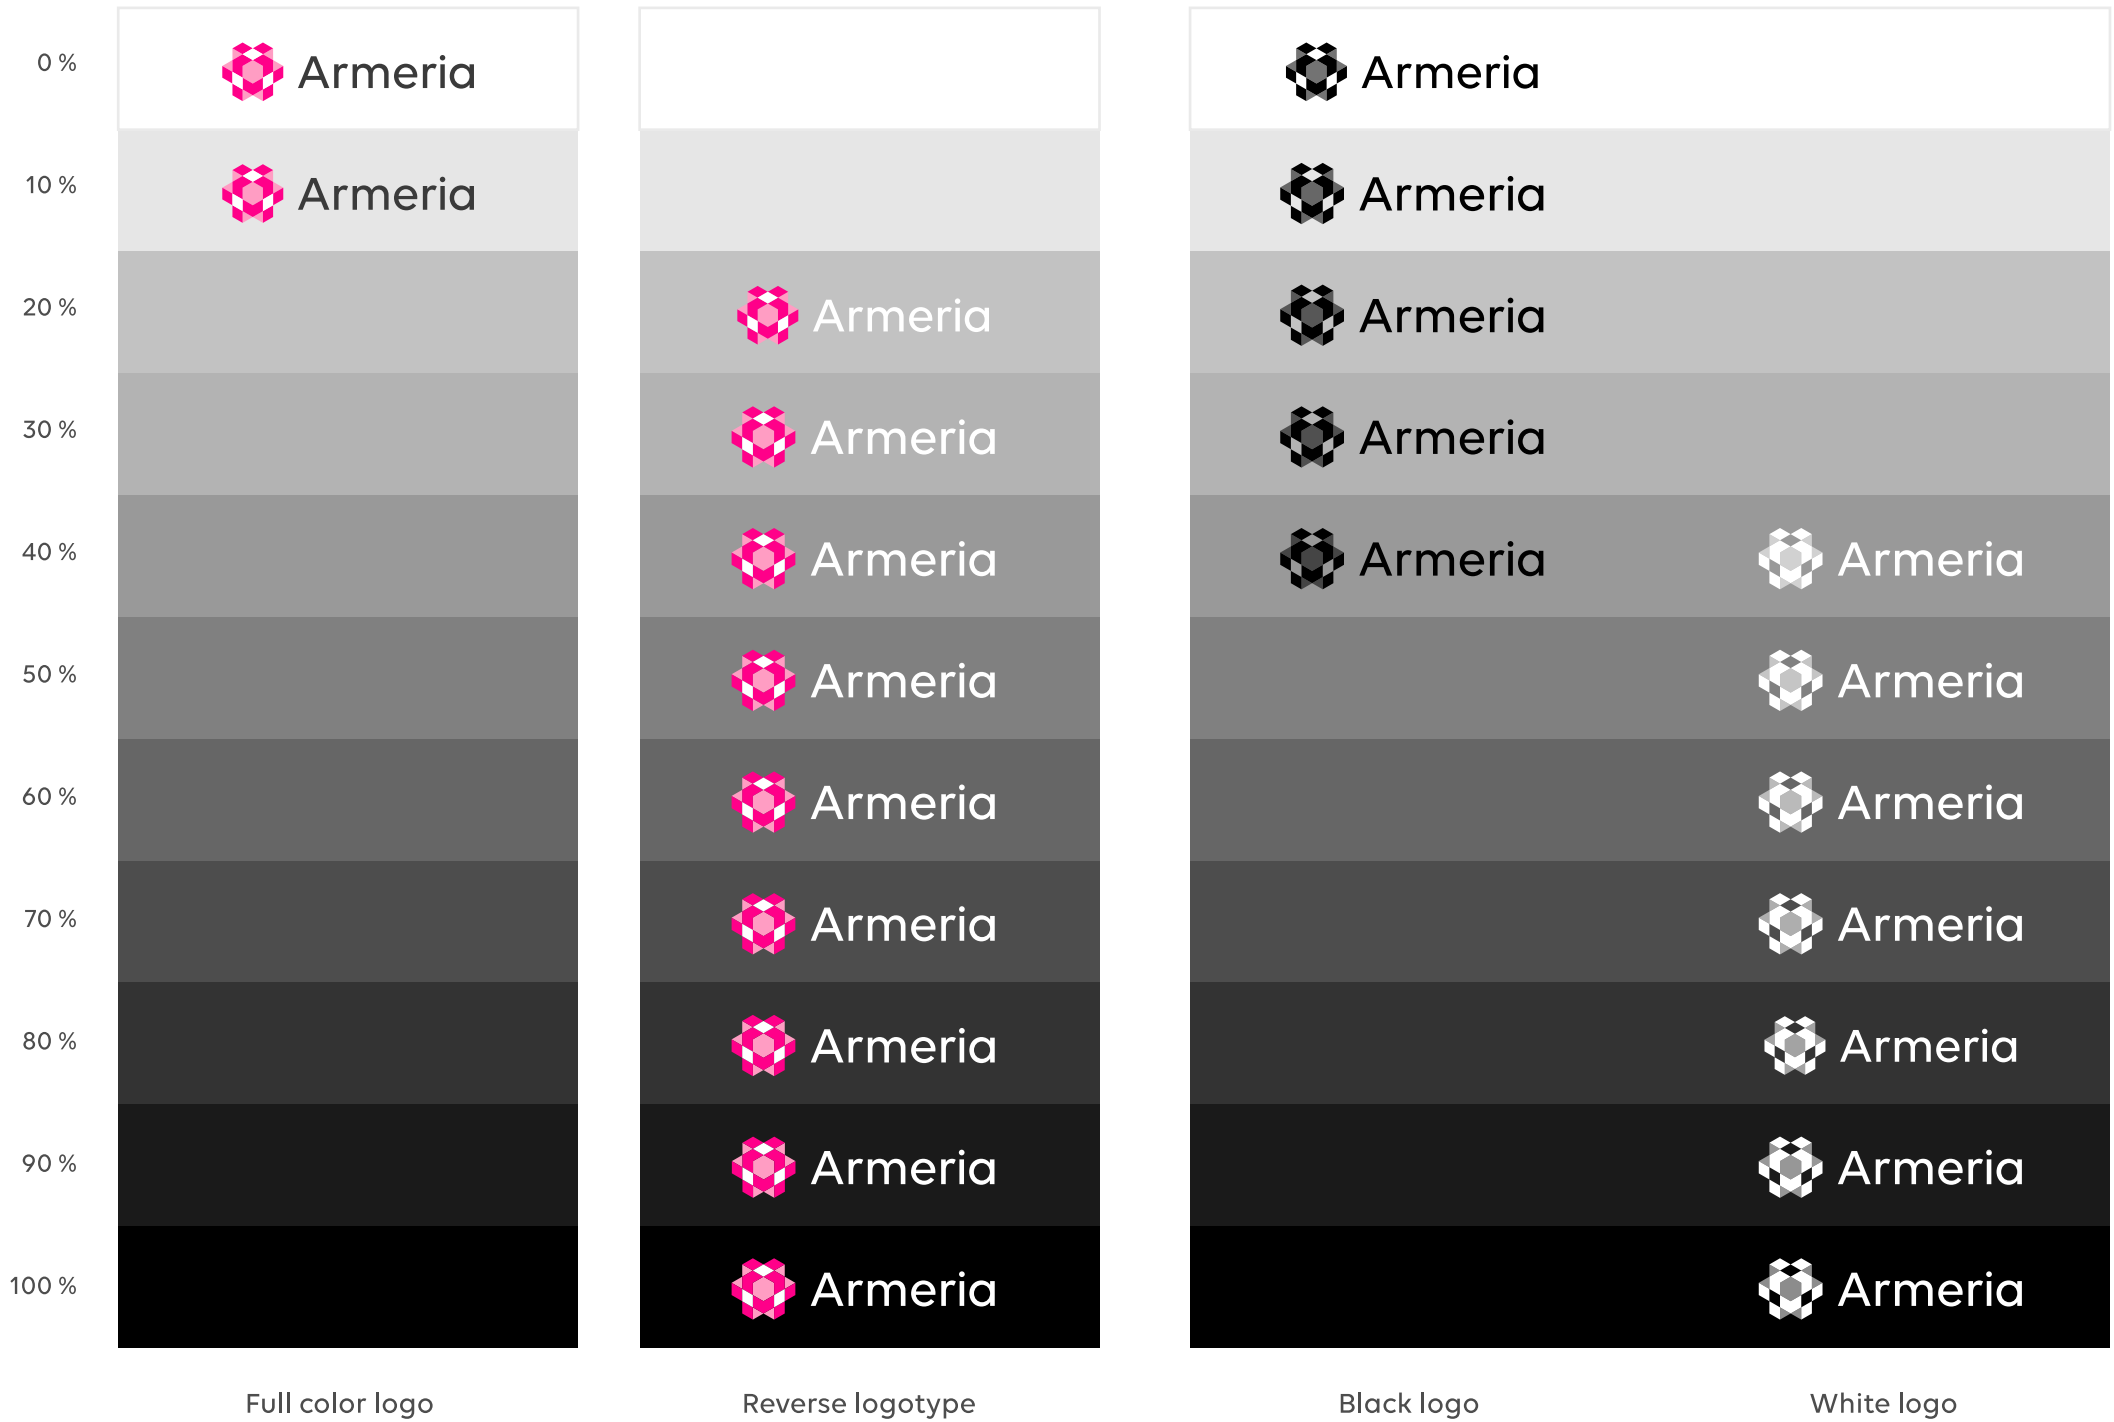 0 % Armeria Armeria
10 % Armeria Armeria
20 % Armeria Armeria
30 % Armeria Armeria
40 % Armeria Armeria Armeria
50 % Armeria Armeria
60 % Armeria Armeria
70 % Armeria Armeria
80 % Armeria Armeria
90 % Armeria Armeria
100 % Armeria Armeria
Full color logo Reverse logotype Black logo White logo